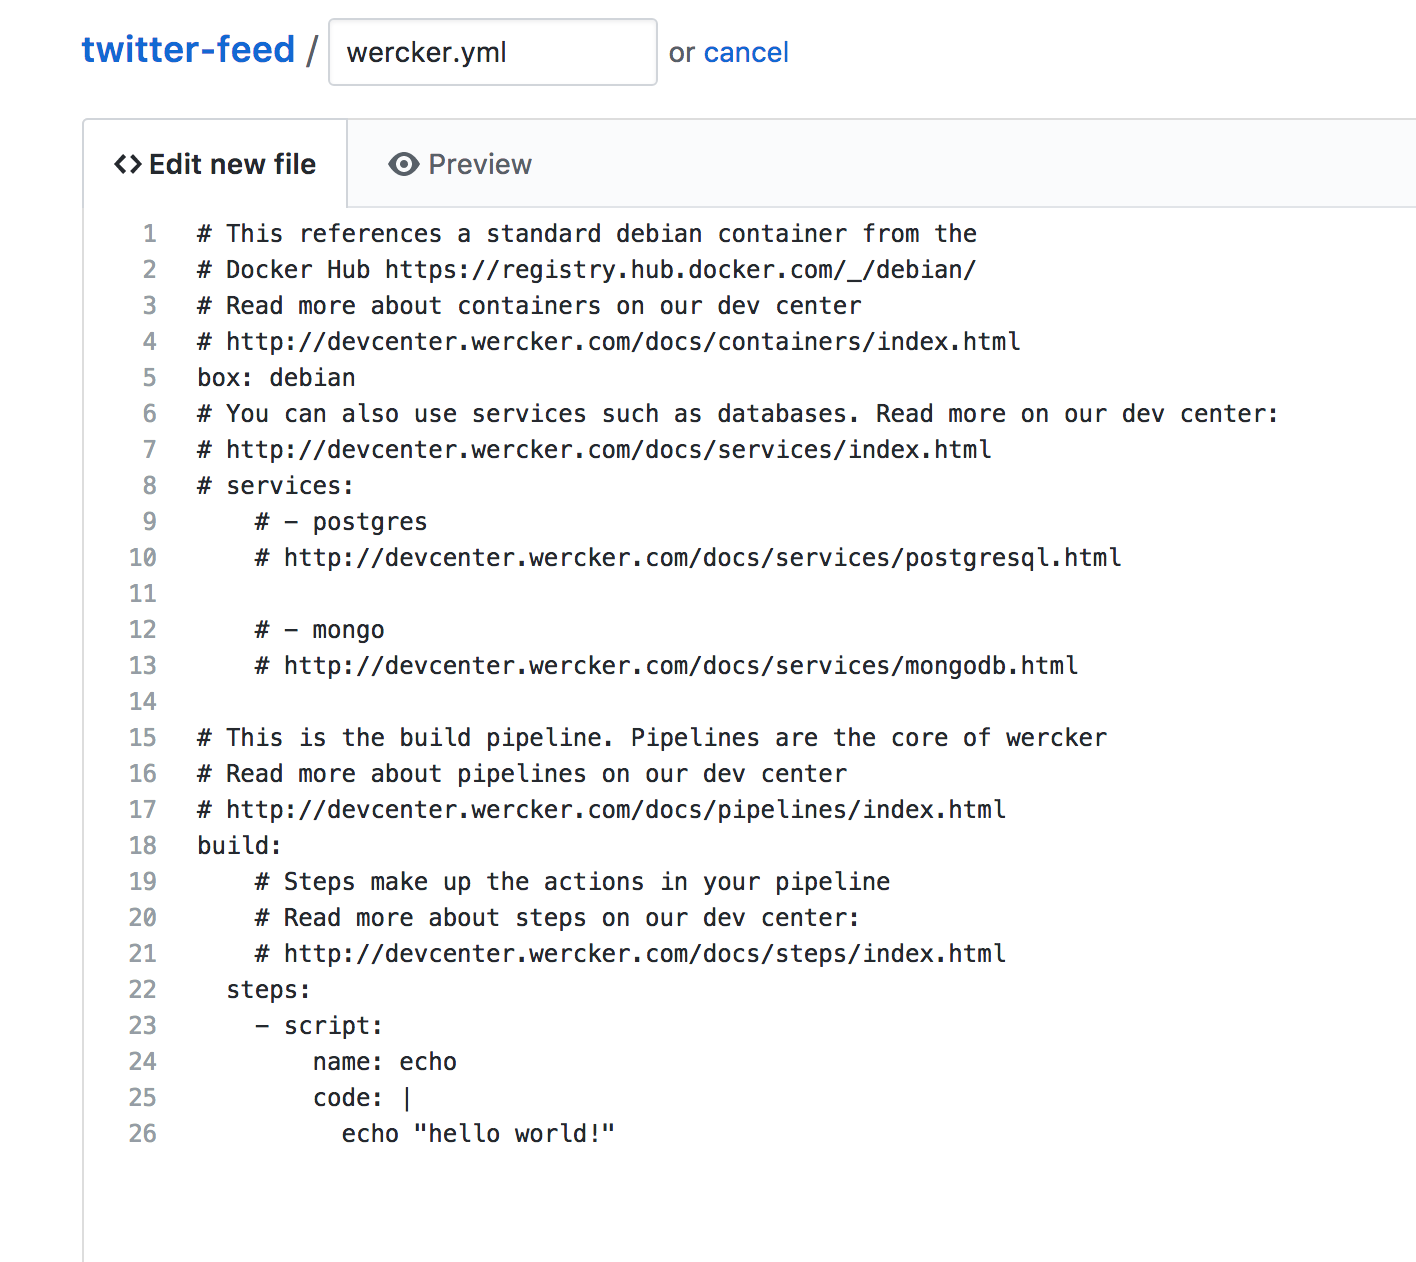 twitter-feed / wercker.yml or cancel
<> Edit new file Preview
1 # This references a standard debian container from the
2 # Docker Hub https://registry.hub.docker.com/_/debian/
3 # Read more about containers on our dev center
4 # http://devcenter.wercker.com/docs/containers/index.html
5 box: debian
6 # You can also use services such as databases. Read more on our dev center:
7 # http://devcenter.wercker.com/docs/services/index.html
8 # services:
9     # - postgres
10     # http://devcenter.wercker.com/docs/services/postgresql.html
11
12     # - mongo
13     # http://devcenter.wercker.com/docs/services/mongodb.html
14
15 # This is the build pipeline. Pipelines are the core of wercker
16 # Read more about pipelines on our dev center
17 # http://devcenter.wercker.com/docs/pipelines/index.html
18 build:
19     # Steps make up the actions in your pipeline
20     # Read more about steps on our dev center:
21     # http://devcenter.wercker.com/docs/steps/index.html
22   steps:
23     - script:
24         name: echo
25         code: |
26           echo "hello world!"